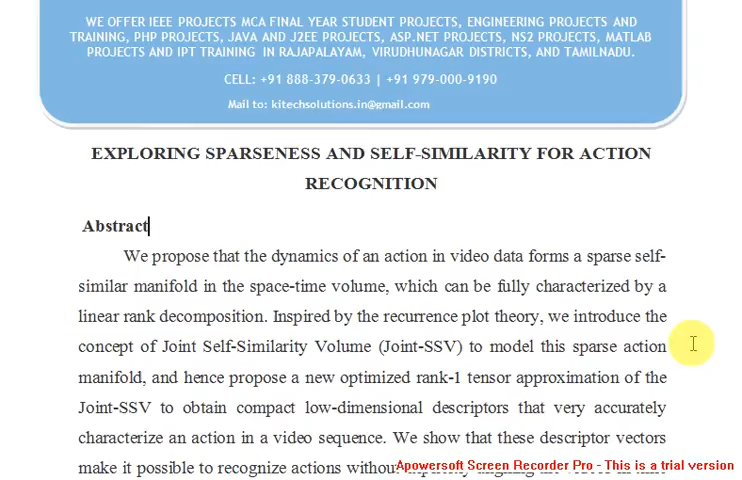 WE OFFER IEEE PROJECTS MCA FINAL YEAR STUDENT PROJECTS, ENGINEERING PROJECTS AND
TRAINING, PHP PROJECTS, JAVA AND J2EE PROJECTS, ASP.NET PROJECTS, NS2 PROJECTS, MATLAB
PROJECTS AND IPT TRAINING IN RAJAPALAYAM, VIRUDHUNAGAR DISTRICTS, AND TAMILNADU.
CELL: +91 888-379-0633 | +91 979-000-9190
Mail to: kitechsolutions.in@gmail.com
EXPLORING SPARSENESS AND SELF-SIMILARITY FOR ACTION
RECOGNITION
Abstract
We propose that the dynamics of an action in video data forms a sparse self-
similar manifold in the space-time volume, which can be fully characterized by a
linear rank decomposition. Inspired by the recurrence plot theory, we introduce the
concept of Joint Self-Similarity Volume (Joint-SSV) to model this sparse action
manifold, and hence propose a new optimized rank-1 tensor approximation of the
Joint-SSV to obtain compact low-dimensional descriptors that very accurately
characterize an action in a video sequence. We show that these descriptor vectors
make it possible to recognize actions without
Apowersoft Screen Recorder Pro - This is a trial version